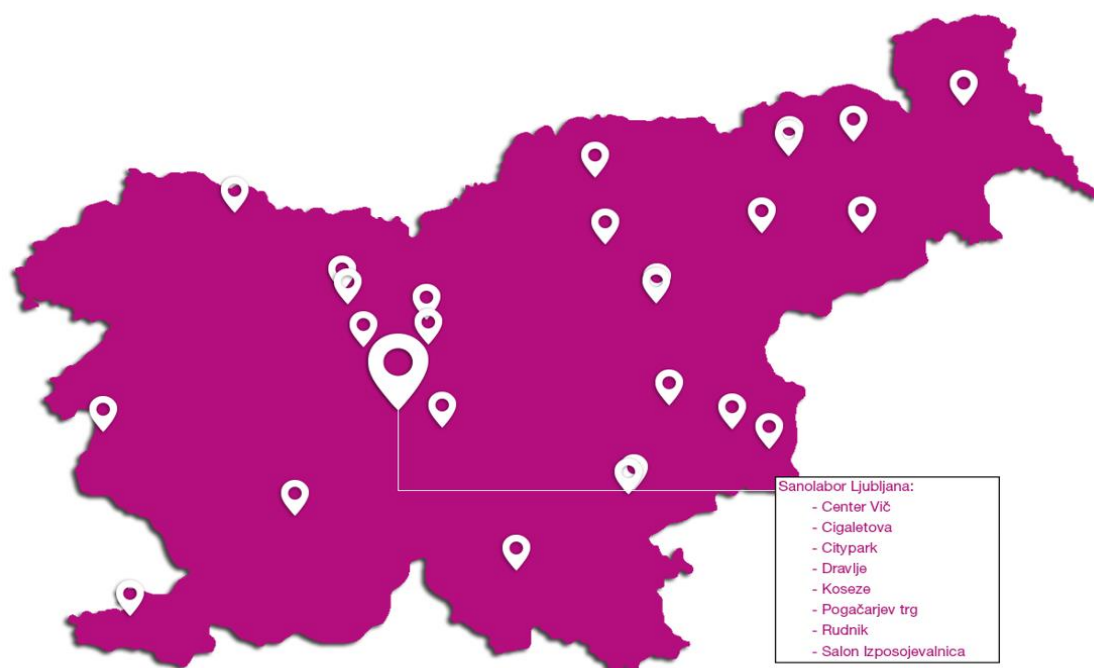 Sanolabor Ljubljana:
- Center Vič
- Cigaletova
- Citypark
- Dravlje
- Koseze
- Pogačarjev trg
- Rudnik
- Salon Izposojevalnica